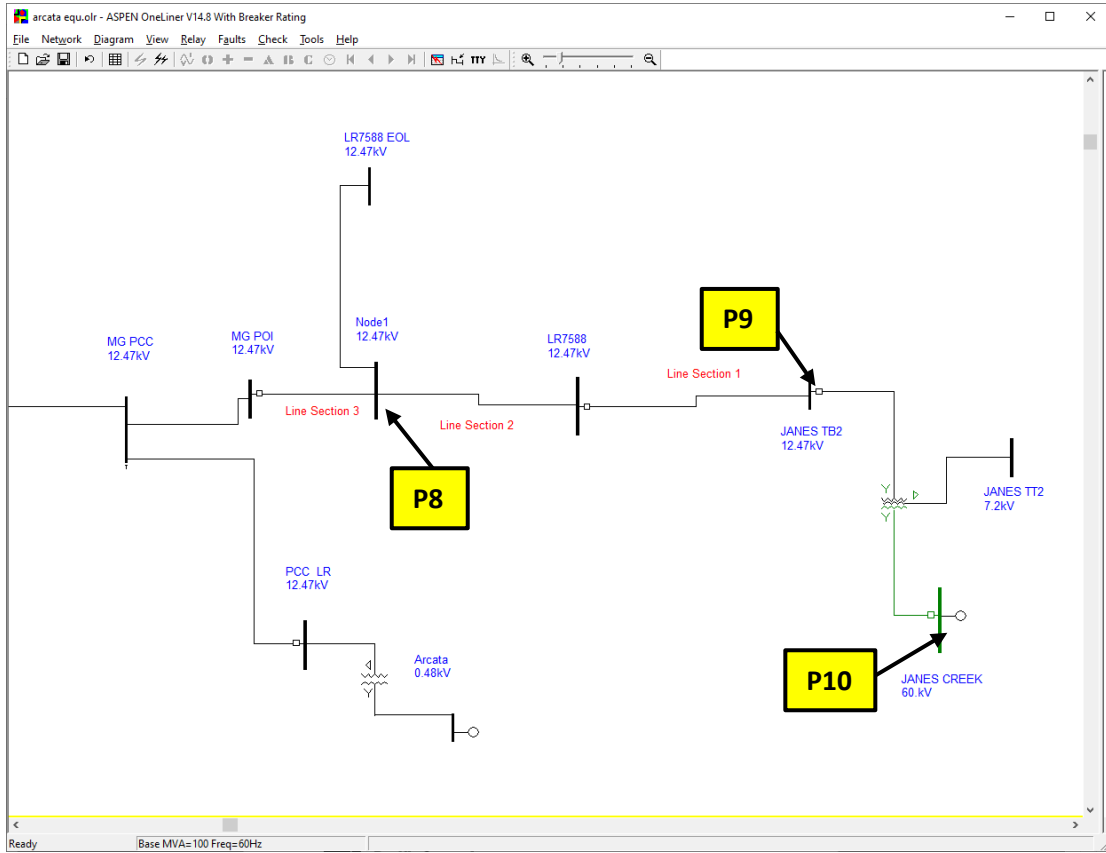 arcata equ.olr - ASPEN OneLiner V14.8 With Breaker Rating
File Network Diagram View Relay Faults Check Tools Help
A B C TTY
LR7588 EOL
12.47kV
Node1
12.47kV
MG POI
12.47kV
MG PCC
12.47kV
LR7588
12.47kV
P9
Line Section 1
Line Section 3
Line Section 2
JANES TB2
12.47kV
P8
JANES TT2
7.2kV
PCC LR
12.47kV
Arcata
0.48kV
P10
JANES CREEK
60.kV
Ready Base MVA=100 Freq=60Hz